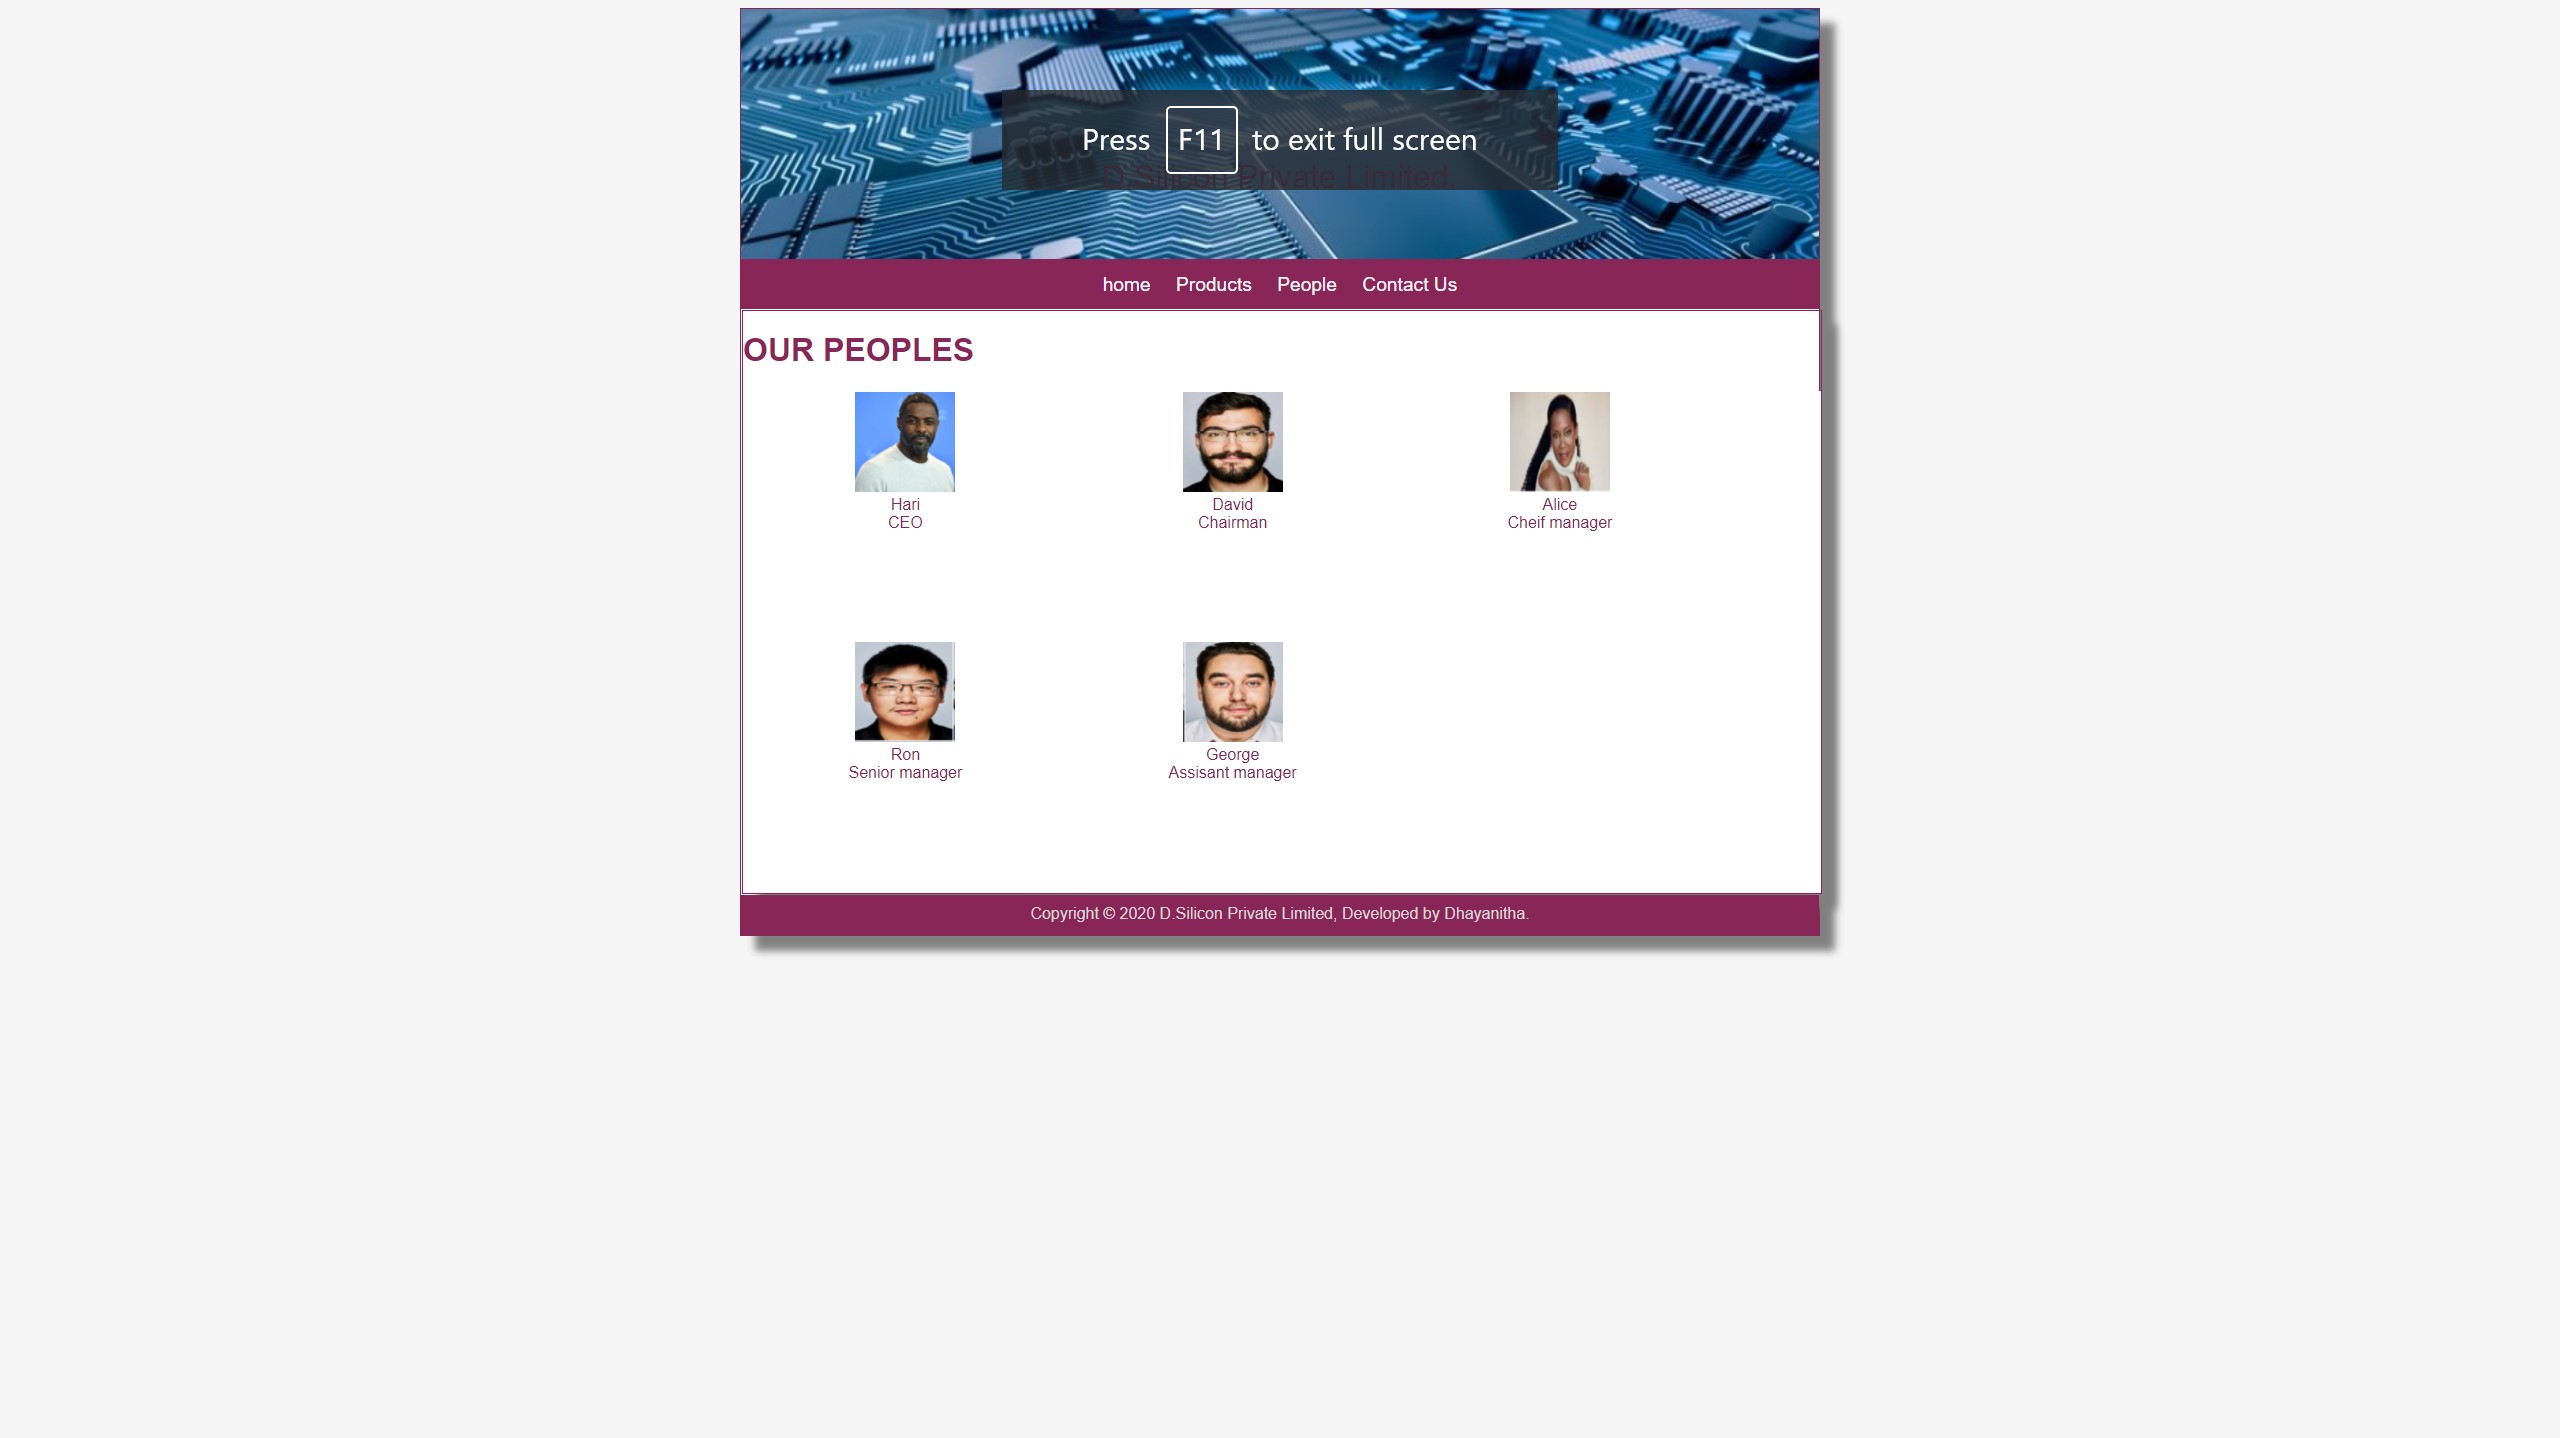 Press F11 to exit full screen
D.Silicon Private Limited.
home Products People Contact Us
OUR PEOPLES
Hari
CEO
David
Chairman
Alice
Cheif manager
Ron
Senior manager
George
Assisant manager
Copyright © 2020 D.Silicon Private Limited, Developed by Dhayanitha.